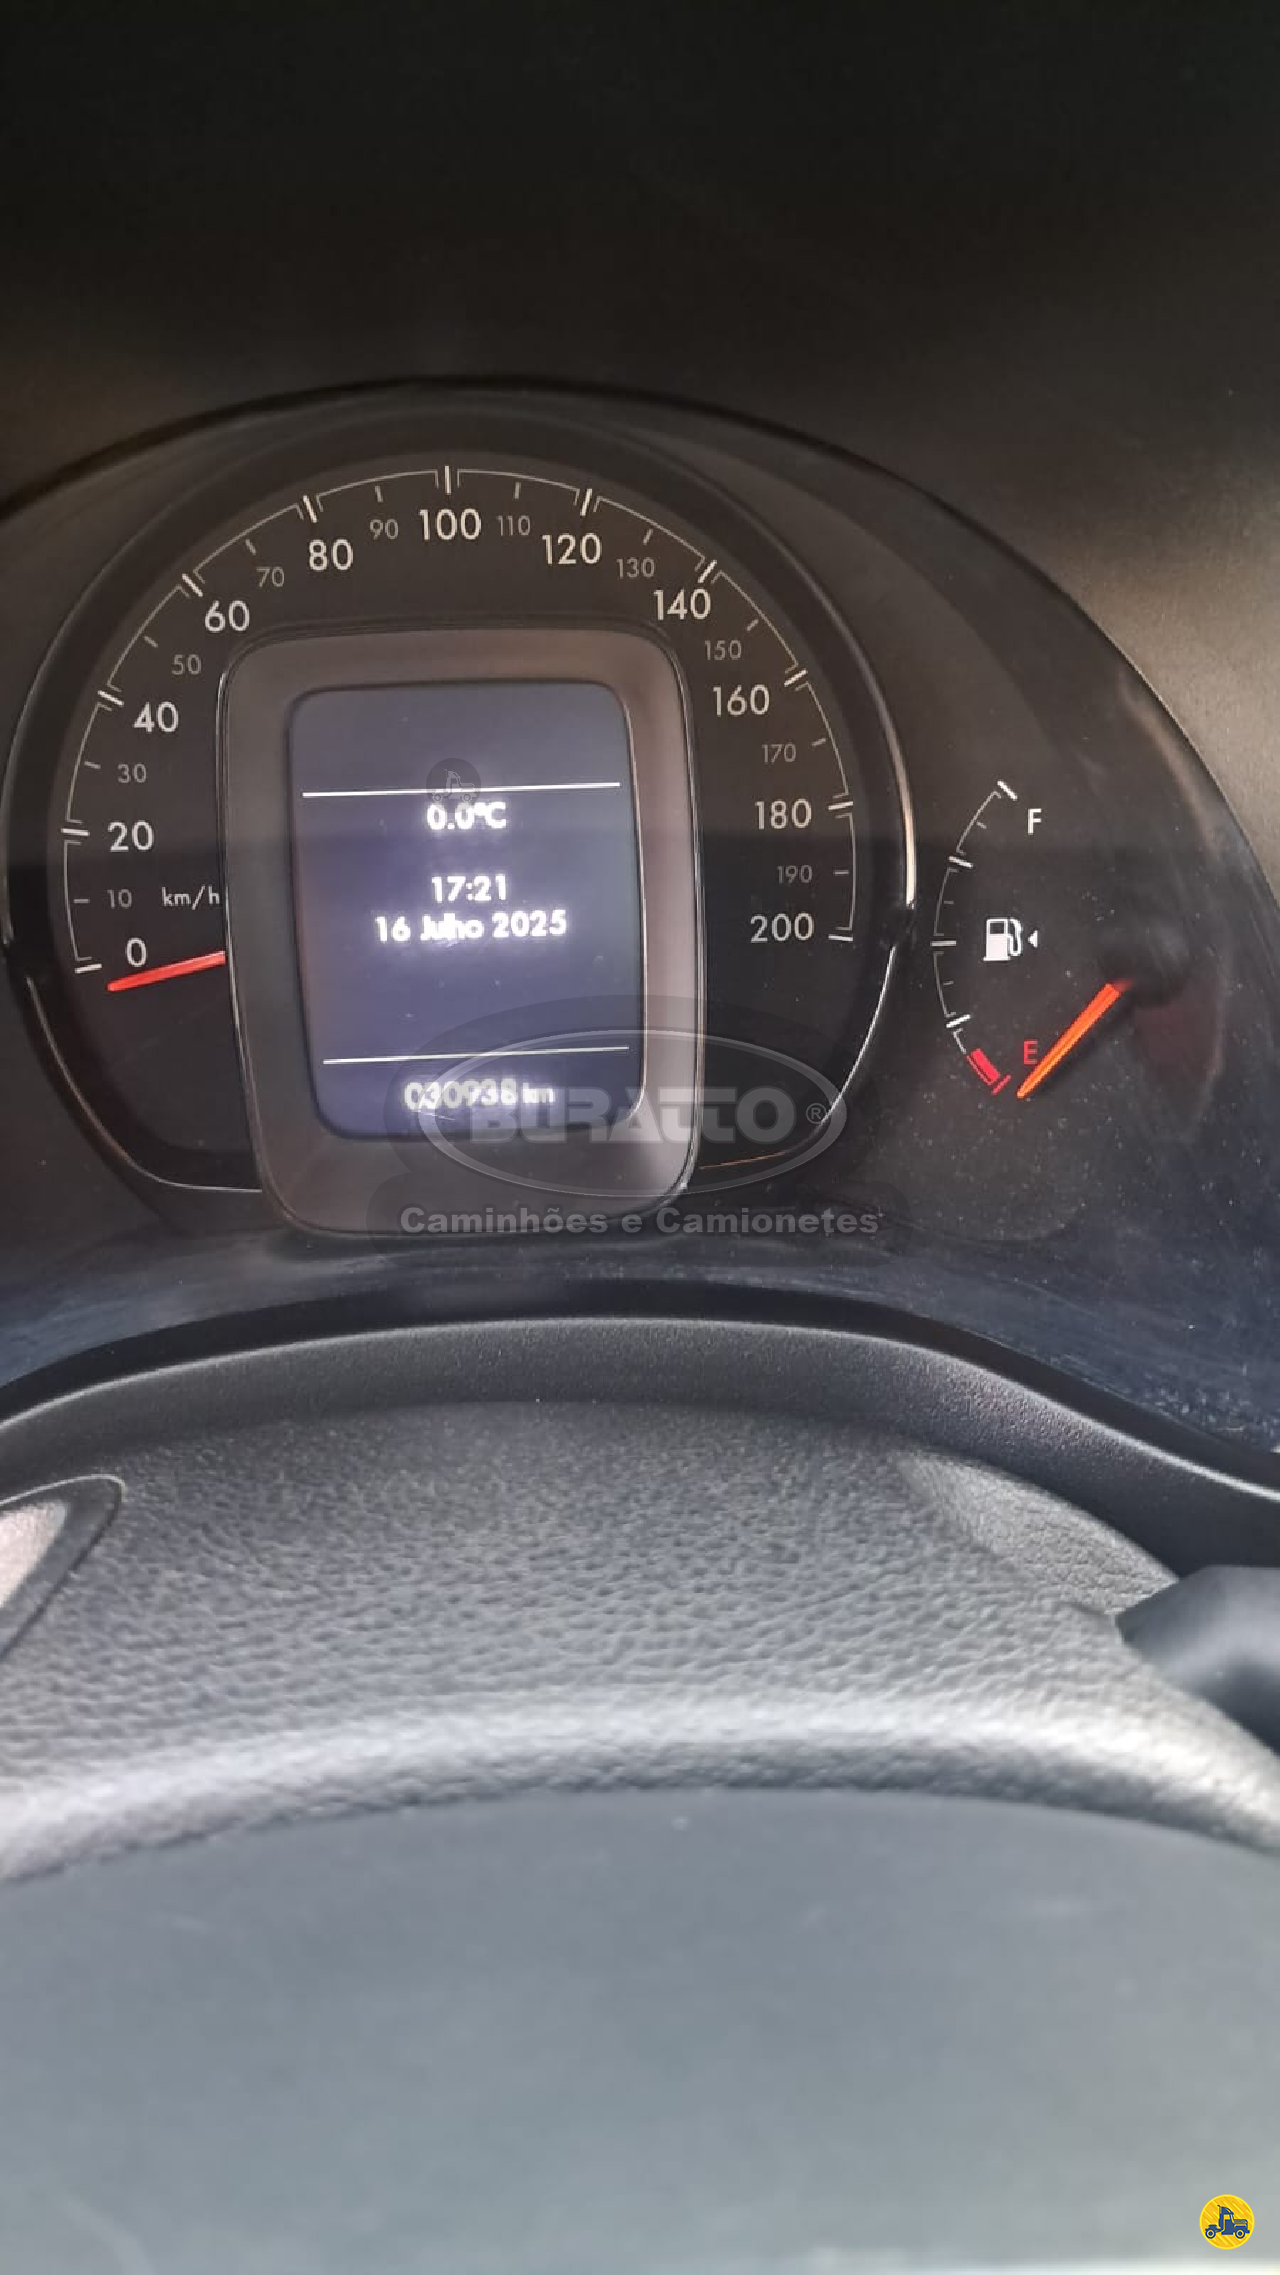 80 90 100 110 120
60 70 130 140
50 150
40 160
30 170
20 180
10 km/h 190
0 200
0.0°C
17:21
16 Julho 2025
030938 km
F
E
BURATTO®
Caminhões e Camionetes